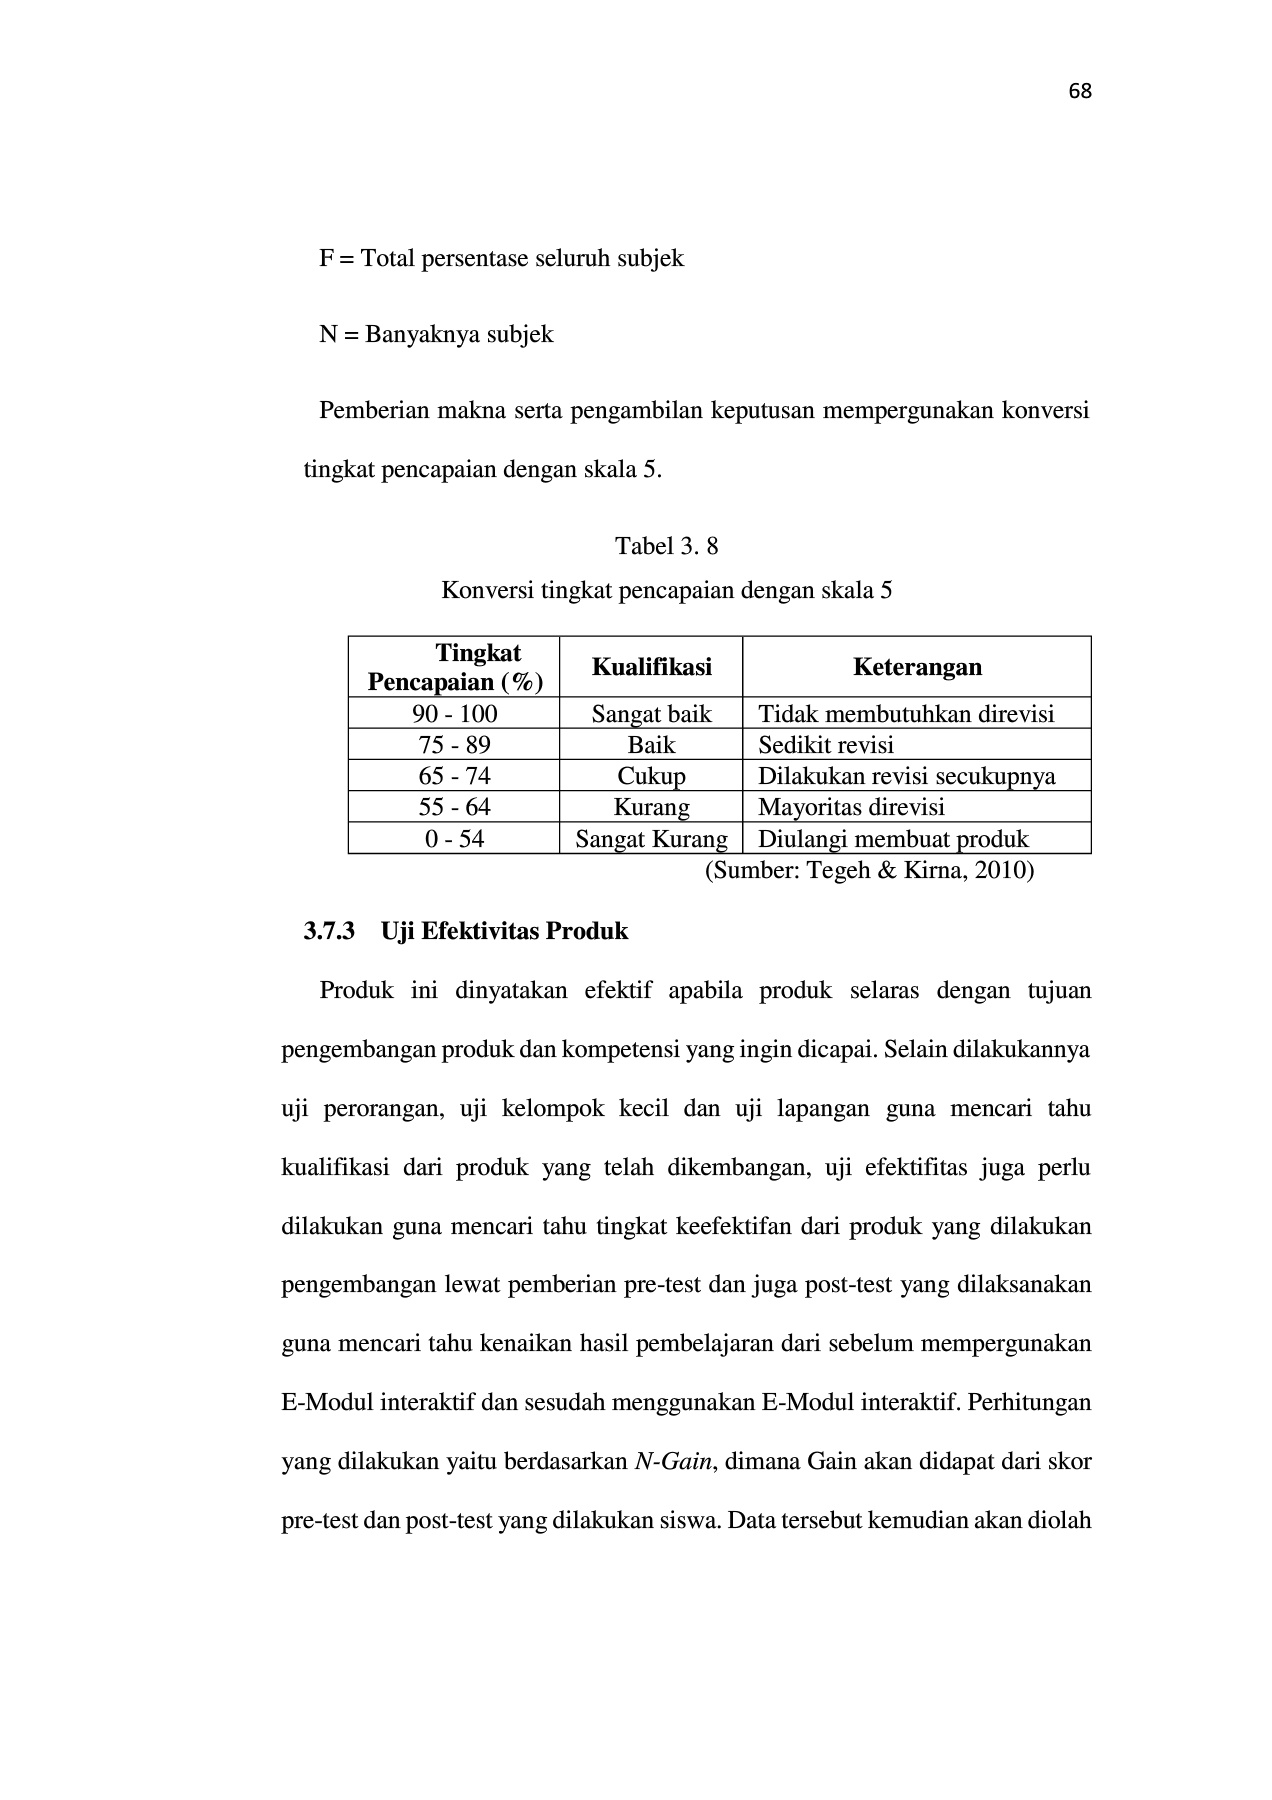 68
F = Total persentase seluruh subjek
N = Banyaknya subjek
Pemberian makna serta pengambilan keputusan mempergunakan konversi
tingkat pencapaian dengan skala 5.
Tabel 3. 8
Konversi tingkat pencapaian dengan skala 5
Tingkat
Pencapaian (%) Kualifikasi Keterangan
90 - 100 Sangat baik Tidak membutuhkan direvisi
75 - 89 Baik Sedikit revisi
65 - 74 Cukup Dilakukan revisi secukupnya
55 - 64 Kurang Mayoritas direvisi
0 - 54 Sangat Kurang Diulangi membuat produk
(Sumber: Tegeh & Kirna, 2010)
3.7.3 Uji Efektivitas Produk
Produk ini dinyatakan efektif apabila produk selaras dengan tujuan
pengembangan produk dan kompetensi yang ingin dicapai. Selain dilakukannya
uji perorangan, uji kelompok kecil dan uji lapangan guna mencari tahu
kualifikasi dari produk yang telah dikembangan, uji efektifitas juga perlu
dilakukan guna mencari tahu tingkat keefektifan dari produk yang dilakukan
pengembangan lewat pemberian pre-test dan juga post-test yang dilaksanakan
guna mencari tahu kenaikan hasil pembelajaran dari sebelum mempergunakan
E-Modul interaktif dan sesudah menggunakan E-Modul interaktif. Perhitungan
yang dilakukan yaitu berdasarkan N-Gain, dimana Gain akan didapat dari skor
pre-test dan post-test yang dilakukan siswa. Data tersebut kemudian akan diolah